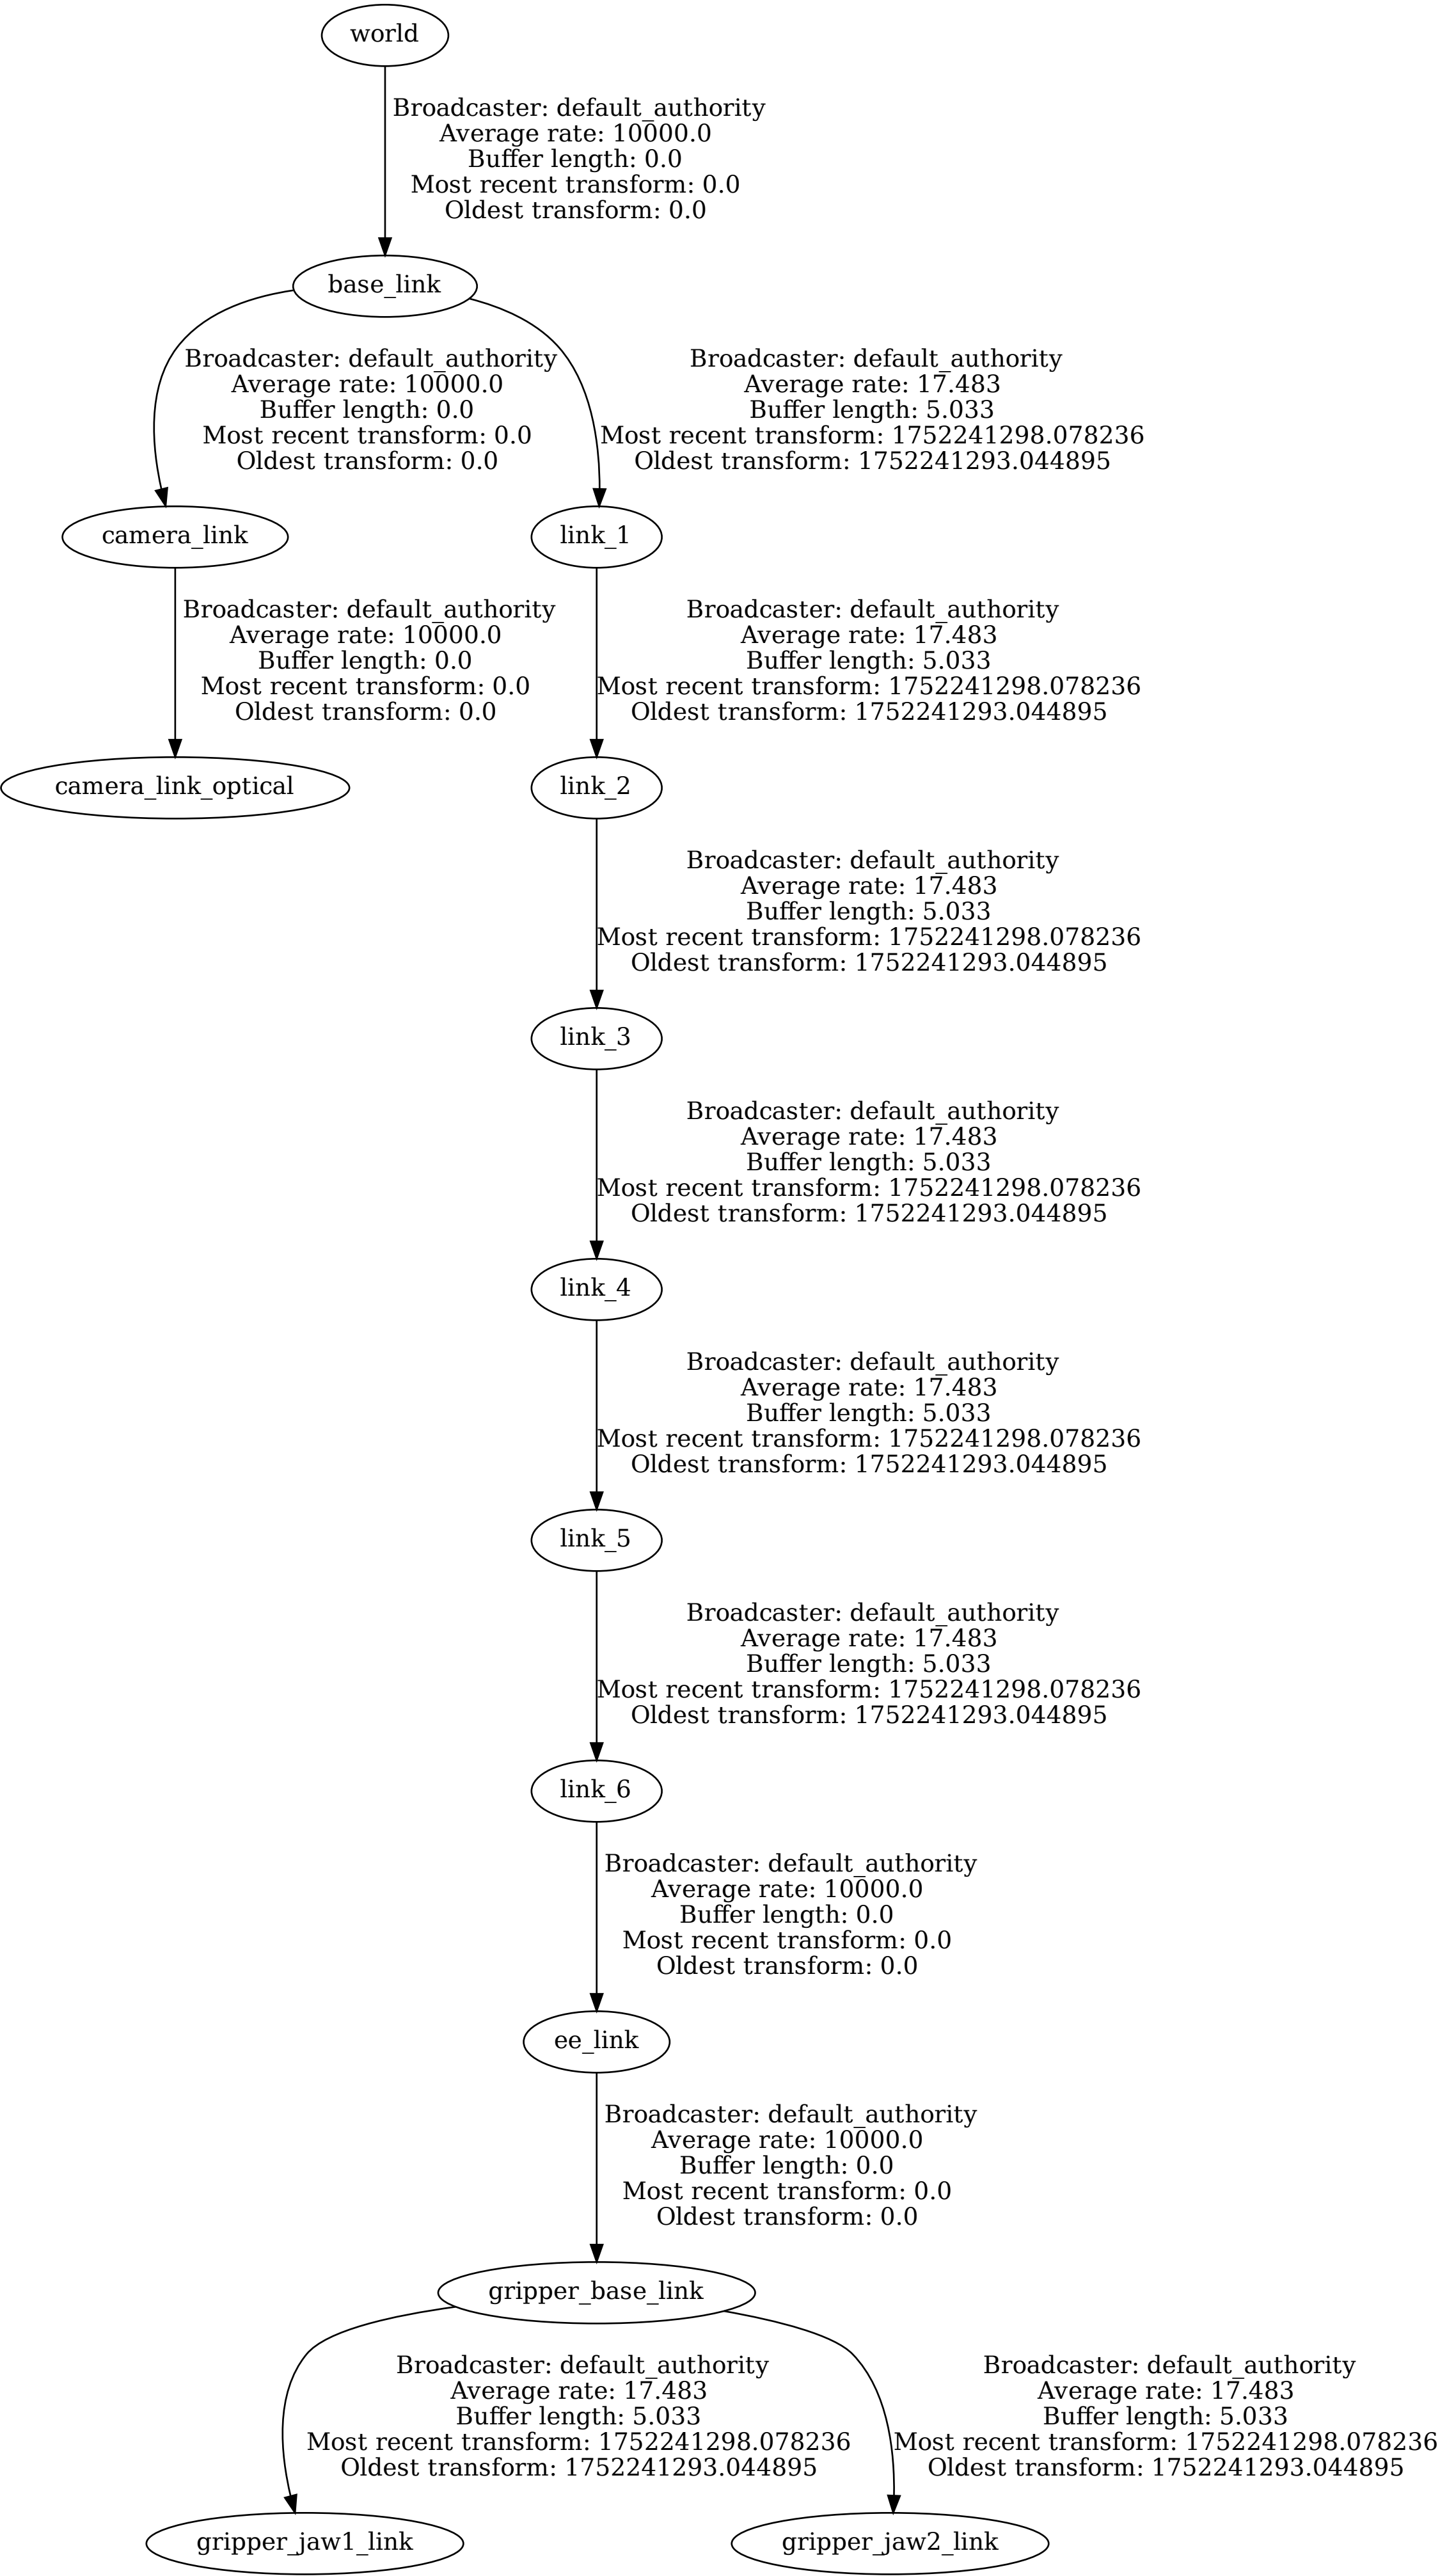 world
Broadcaster: default_authority
Average rate: 10000.0
Buffer length: 0.0
Most recent transform: 0.0
Oldest transform: 0.0
base_link
Broadcaster: default_authority
Average rate: 10000.0
Buffer length: 0.0
Most recent transform: 0.0
Oldest transform: 0.0
Broadcaster: default_authority
Average rate: 17.483
Buffer length: 5.033
Most recent transform: 1752241298.078236
Oldest transform: 1752241293.044895
camera_link
link_1
Broadcaster: default_authority
Average rate: 10000.0
Buffer length: 0.0
Most recent transform: 0.0
Oldest transform: 0.0
Broadcaster: default_authority
Average rate: 17.483
Buffer length: 5.033
Most recent transform: 1752241298.078236
Oldest transform: 1752241293.044895
camera_link_optical
link_2
Broadcaster: default_authority
Average rate: 17.483
Buffer length: 5.033
Most recent transform: 1752241298.078236
Oldest transform: 1752241293.044895
link_3
Broadcaster: default_authority
Average rate: 17.483
Buffer length: 5.033
Most recent transform: 1752241298.078236
Oldest transform: 1752241293.044895
link_4
Broadcaster: default_authority
Average rate: 17.483
Buffer length: 5.033
Most recent transform: 1752241298.078236
Oldest transform: 1752241293.044895
link_5
Broadcaster: default_authority
Average rate: 17.483
Buffer length: 5.033
Most recent transform: 1752241298.078236
Oldest transform: 1752241293.044895
link_6
Broadcaster: default_authority
Average rate: 10000.0
Buffer length: 0.0
Most recent transform: 0.0
Oldest transform: 0.0
ee_link
Broadcaster: default_authority
Average rate: 10000.0
Buffer length: 0.0
Most recent transform: 0.0
Oldest transform: 0.0
gripper_base_link
Broadcaster: default_authority
Average rate: 17.483
Buffer length: 5.033
Most recent transform: 1752241298.078236
Oldest transform: 1752241293.044895
Broadcaster: default_authority
Average rate: 17.483
Buffer length: 5.033
Most recent transform: 1752241298.078236
Oldest transform: 1752241293.044895
gripper_jaw1_link
gripper_jaw2_link